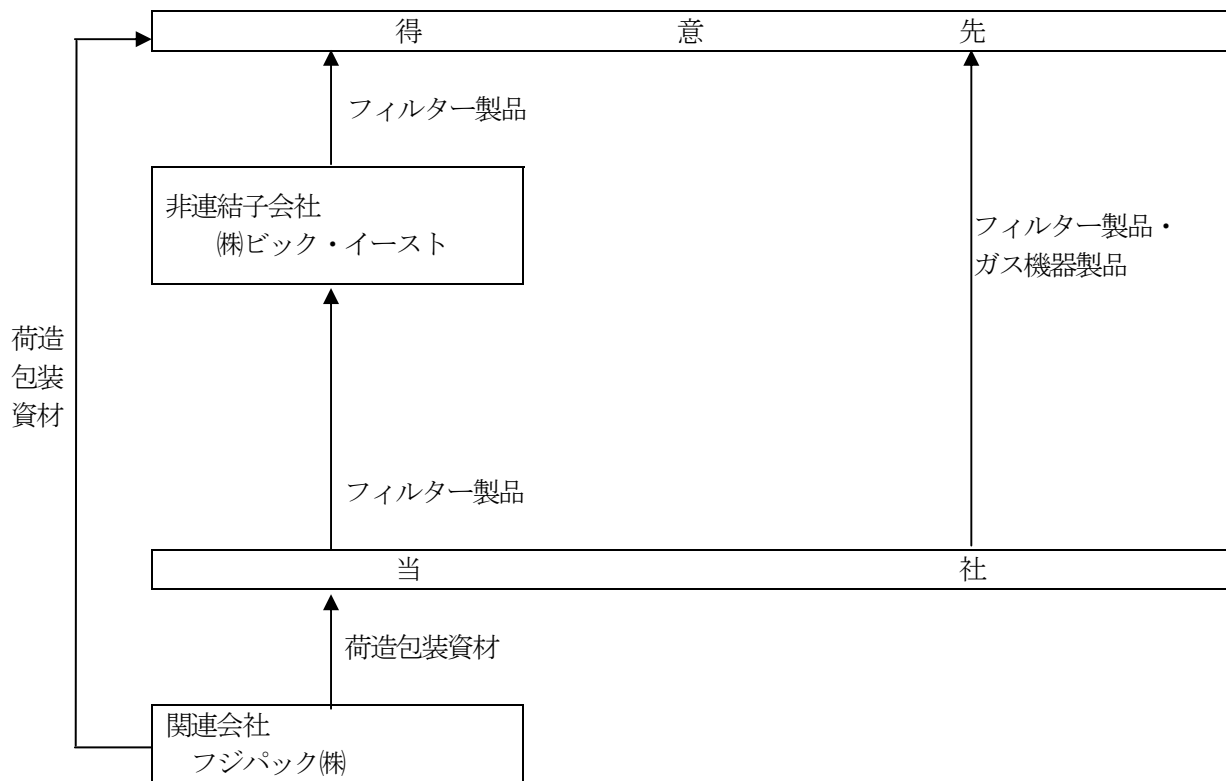 得意先
フィルター製品
非連結子会社
㈱ビック・イースト
フィルター製品・
ガス機器製品
荷造
包装
資材
フィルター製品
当社
荷造包装資材
関連会社
フジパック㈱